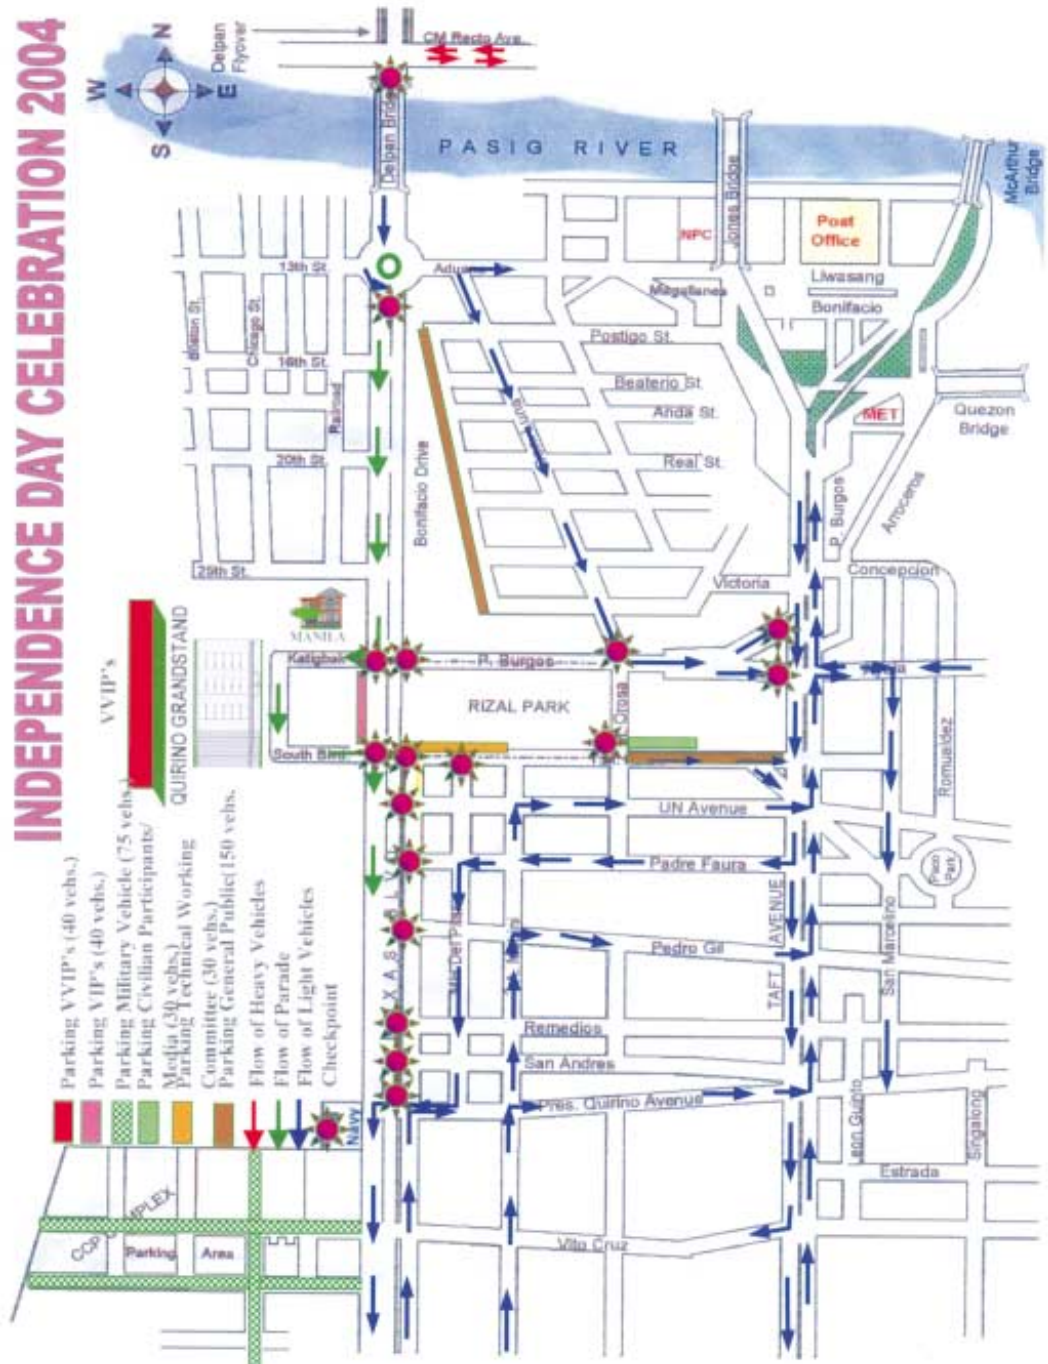 INDEPENDENCE DAY CELEBRATION 2004
N
W
E
S
Delpan
Flyover
CM Recto Ave.
Delpan Bridge
PASIG RIVER
Jones Bridge
McArthur
Bridge
NPC
Post
Office
13th St.
Aduana
Magallanes
Liwasang
Bonifacio
Boston St.
Chicago St.
16th St.
Railroad
Postigo St.
Beaterio St.
Anda St.
MET
Quezon
Bridge
20th St.
Bonifacio Drive
Real St.
P. Burgos
Arroceros
25th St.
Victoria
Concepcion
MANILA
VVIP's
QUIRINO GRANDSTAND
Katigbak
P. Burgos
Orosa
RIZAL PARK
South Blvd
Romualdez
UN Avenue
Padre Faura
Paco
Park
TAFT AVENUE
Pedro Gil
San Marcelino
Remedios
San Andres
Pres. Quirino Avenue
Leon Guinto
Singalong
Estrada
Vito Cruz
Parking VVIP's (40 vehs.)
Parking VIP's (40 vehs.)
Parking Military Vehicle (75 vehs.)
Parking Civilian Participants/
Media (30 vehs.)
Parking Technical Working
Committee (30 vehs.)
Parking General Public(150 vehs.
Flow of Heavy Vehicles
Flow of Parade
Flow of Light Vehicles
Checkpoint
Navy
CCP COMPLEX
Parking
Area